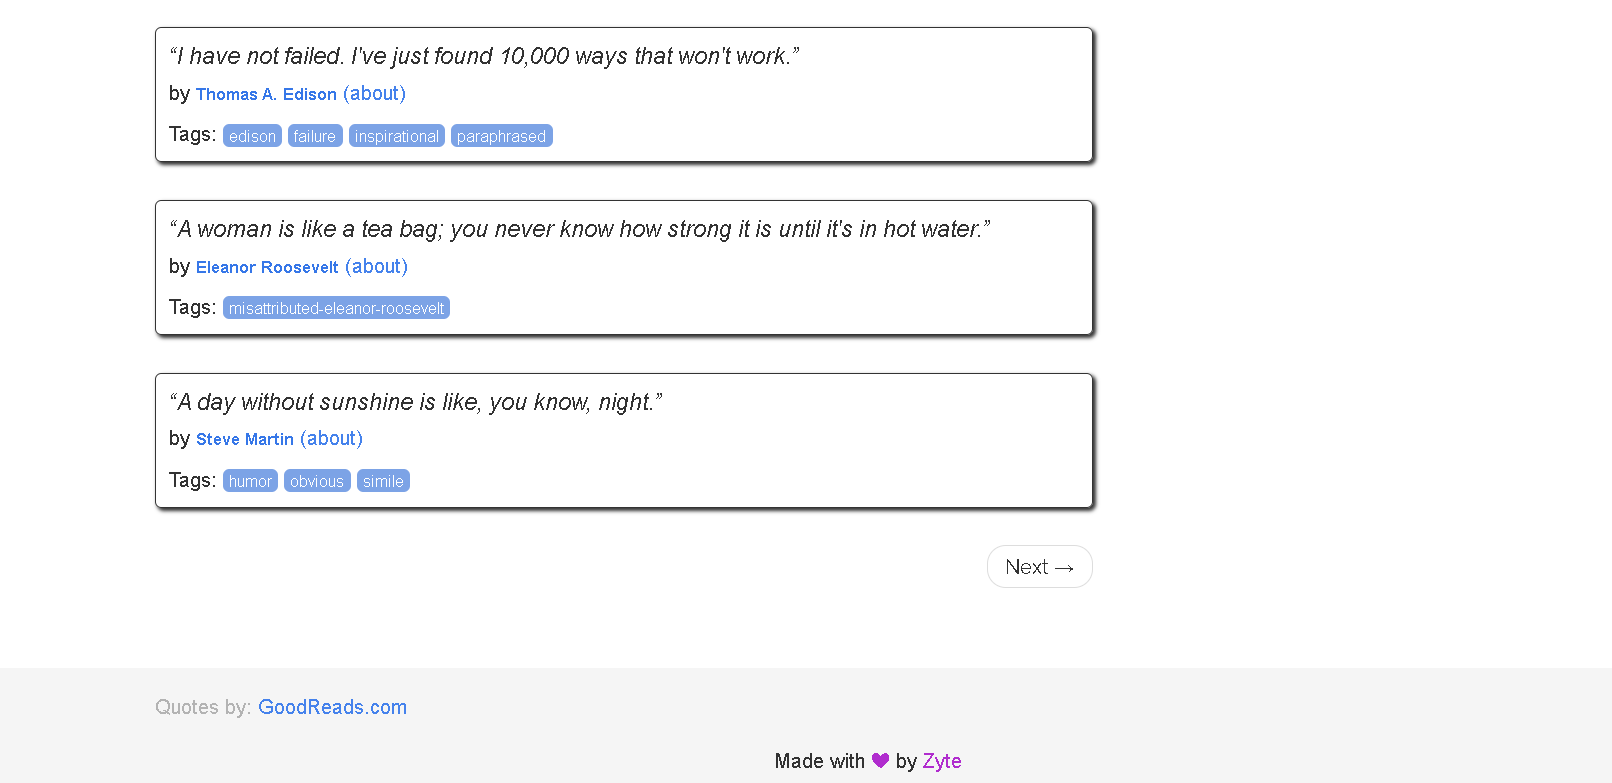 “I have not failed. I've just found 10,000 ways that won't work.”
by Thomas A. Edison (about)
Tags: edison failure inspirational paraphrased
“A woman is like a tea bag; you never know how strong it is until it's in hot water.”
by Eleanor Roosevelt (about)
Tags: misattributed-eleanor-roosevelt
“A day without sunshine is like, you know, night.”
by Steve Martin (about)
Tags: humor obvious simile
Next →
Quotes by: GoodReads.com
Made with ❤ by Zyte